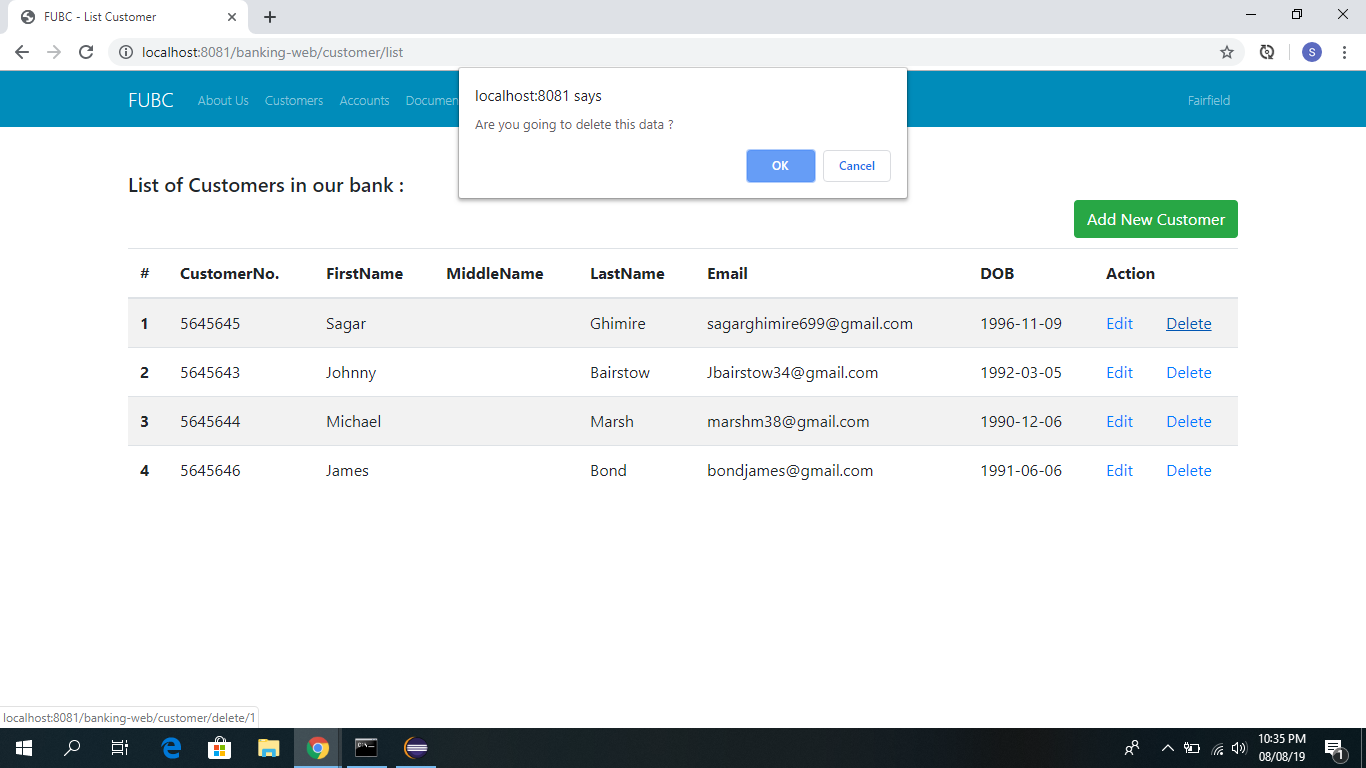 FUBC - List Customer
localhost:8081/banking-web/customer/list
S
localhost:8081 says
Are you going to delete this data ?
OK Cancel
FUBC About Us Customers Accounts Documen Fairfield
List of Customers in our bank :
Add New Customer
# CustomerNo. FirstName MiddleName LastName Email DOB Action
1 5645645 Sagar Ghimire sagarghimire699@gmail.com 1996-11-09 Edit Delete
2 5645643 Johnny Bairstow Jbairstow34@gmail.com 1992-03-05 Edit Delete
3 5645644 Michael Marsh marshm38@gmail.com 1990-12-06 Edit Delete
4 5645646 James Bond bondjames@gmail.com 1991-06-06 Edit Delete
localhost:8081/banking-web/customer/delete/1
10:35 PM
08/08/19
1